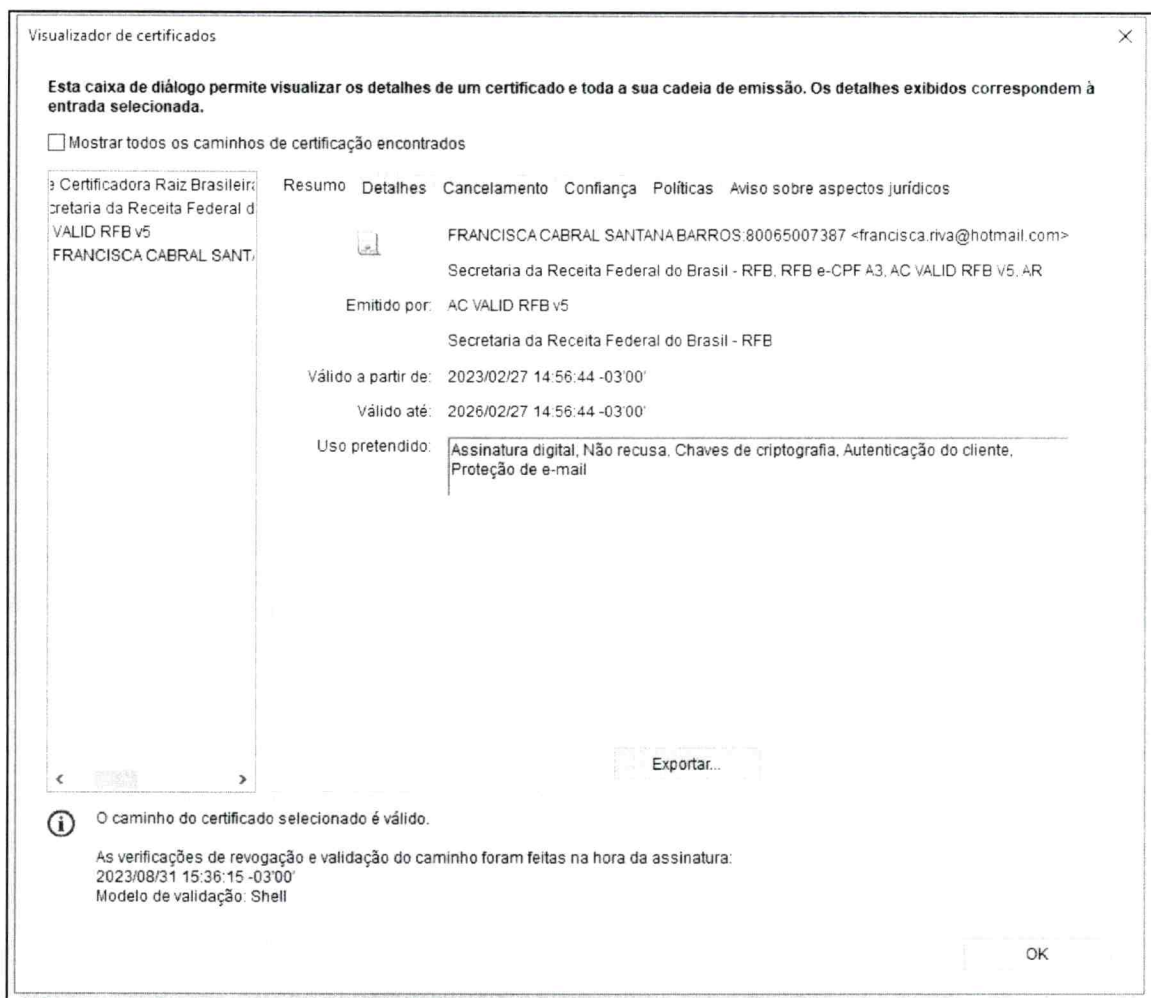 Visualizador de certificados
Esta caixa de diálogo permite visualizar os detalhes de um certificado e toda a sua cadeia de emissão. Os detalhes exibidos correspondem à
entrada selecionada.
Mostrar todos os caminhos de certificação encontrados
e Certificadora Raiz Brasileira
cretaria da Receita Federal d
VALID RFB v5
FRANCISCA CABRAL SANTA
Resumo Detalhes Cancelamento Confiança Políticas Aviso sobre aspectos jurídicos
FRANCISCA CABRAL SANTANA BARROS:80065007387 <francisca.riva@hotmail.com>
Secretaria da Receita Federal do Brasil - RFB, RFB e-CPF A3, AC VALID RFB V5, AR
Emitido por: AC VALID RFB v5
Secretaria da Receita Federal do Brasil - RFB
Válido a partir de: 2023/02/27 14:56:44 -03'00'
Válido até: 2026/02/27 14:56:44 -03'00'
Uso pretendido: Assinatura digital, Não recusa, Chaves de criptografia, Autenticação do cliente,
Proteção de e-mail
Exportar...
O caminho do certificado selecionado é válido.
As verificações de revogação e validação do caminho foram feitas na hora da assinatura:
2023/08/31 15:36:15 -03'00'
Modelo de validação: Shell
OK